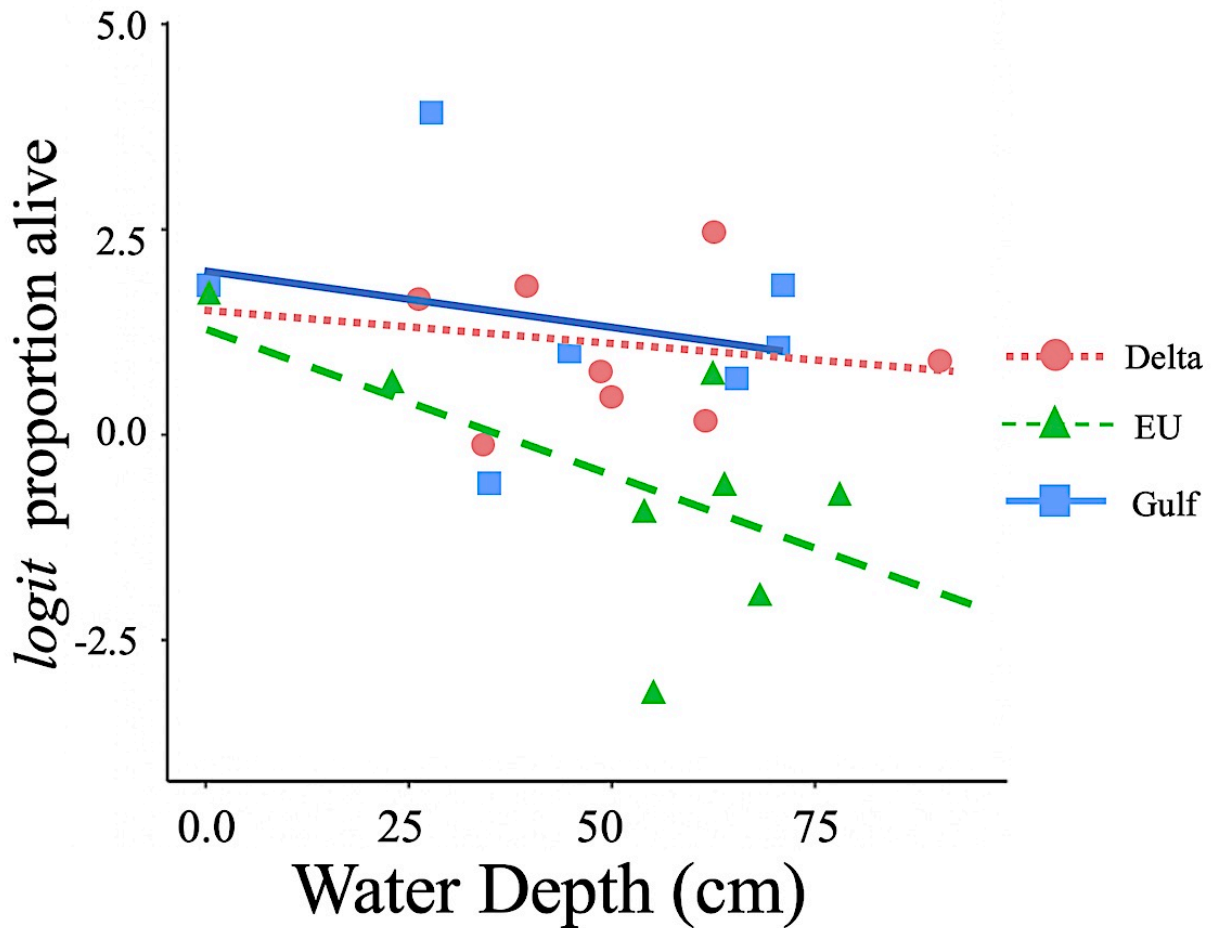 5.0
2.5
0.0
-2.5
logit proportion alive
0.0 25 50 75
Water Depth (cm)
Delta
EU
Gulf